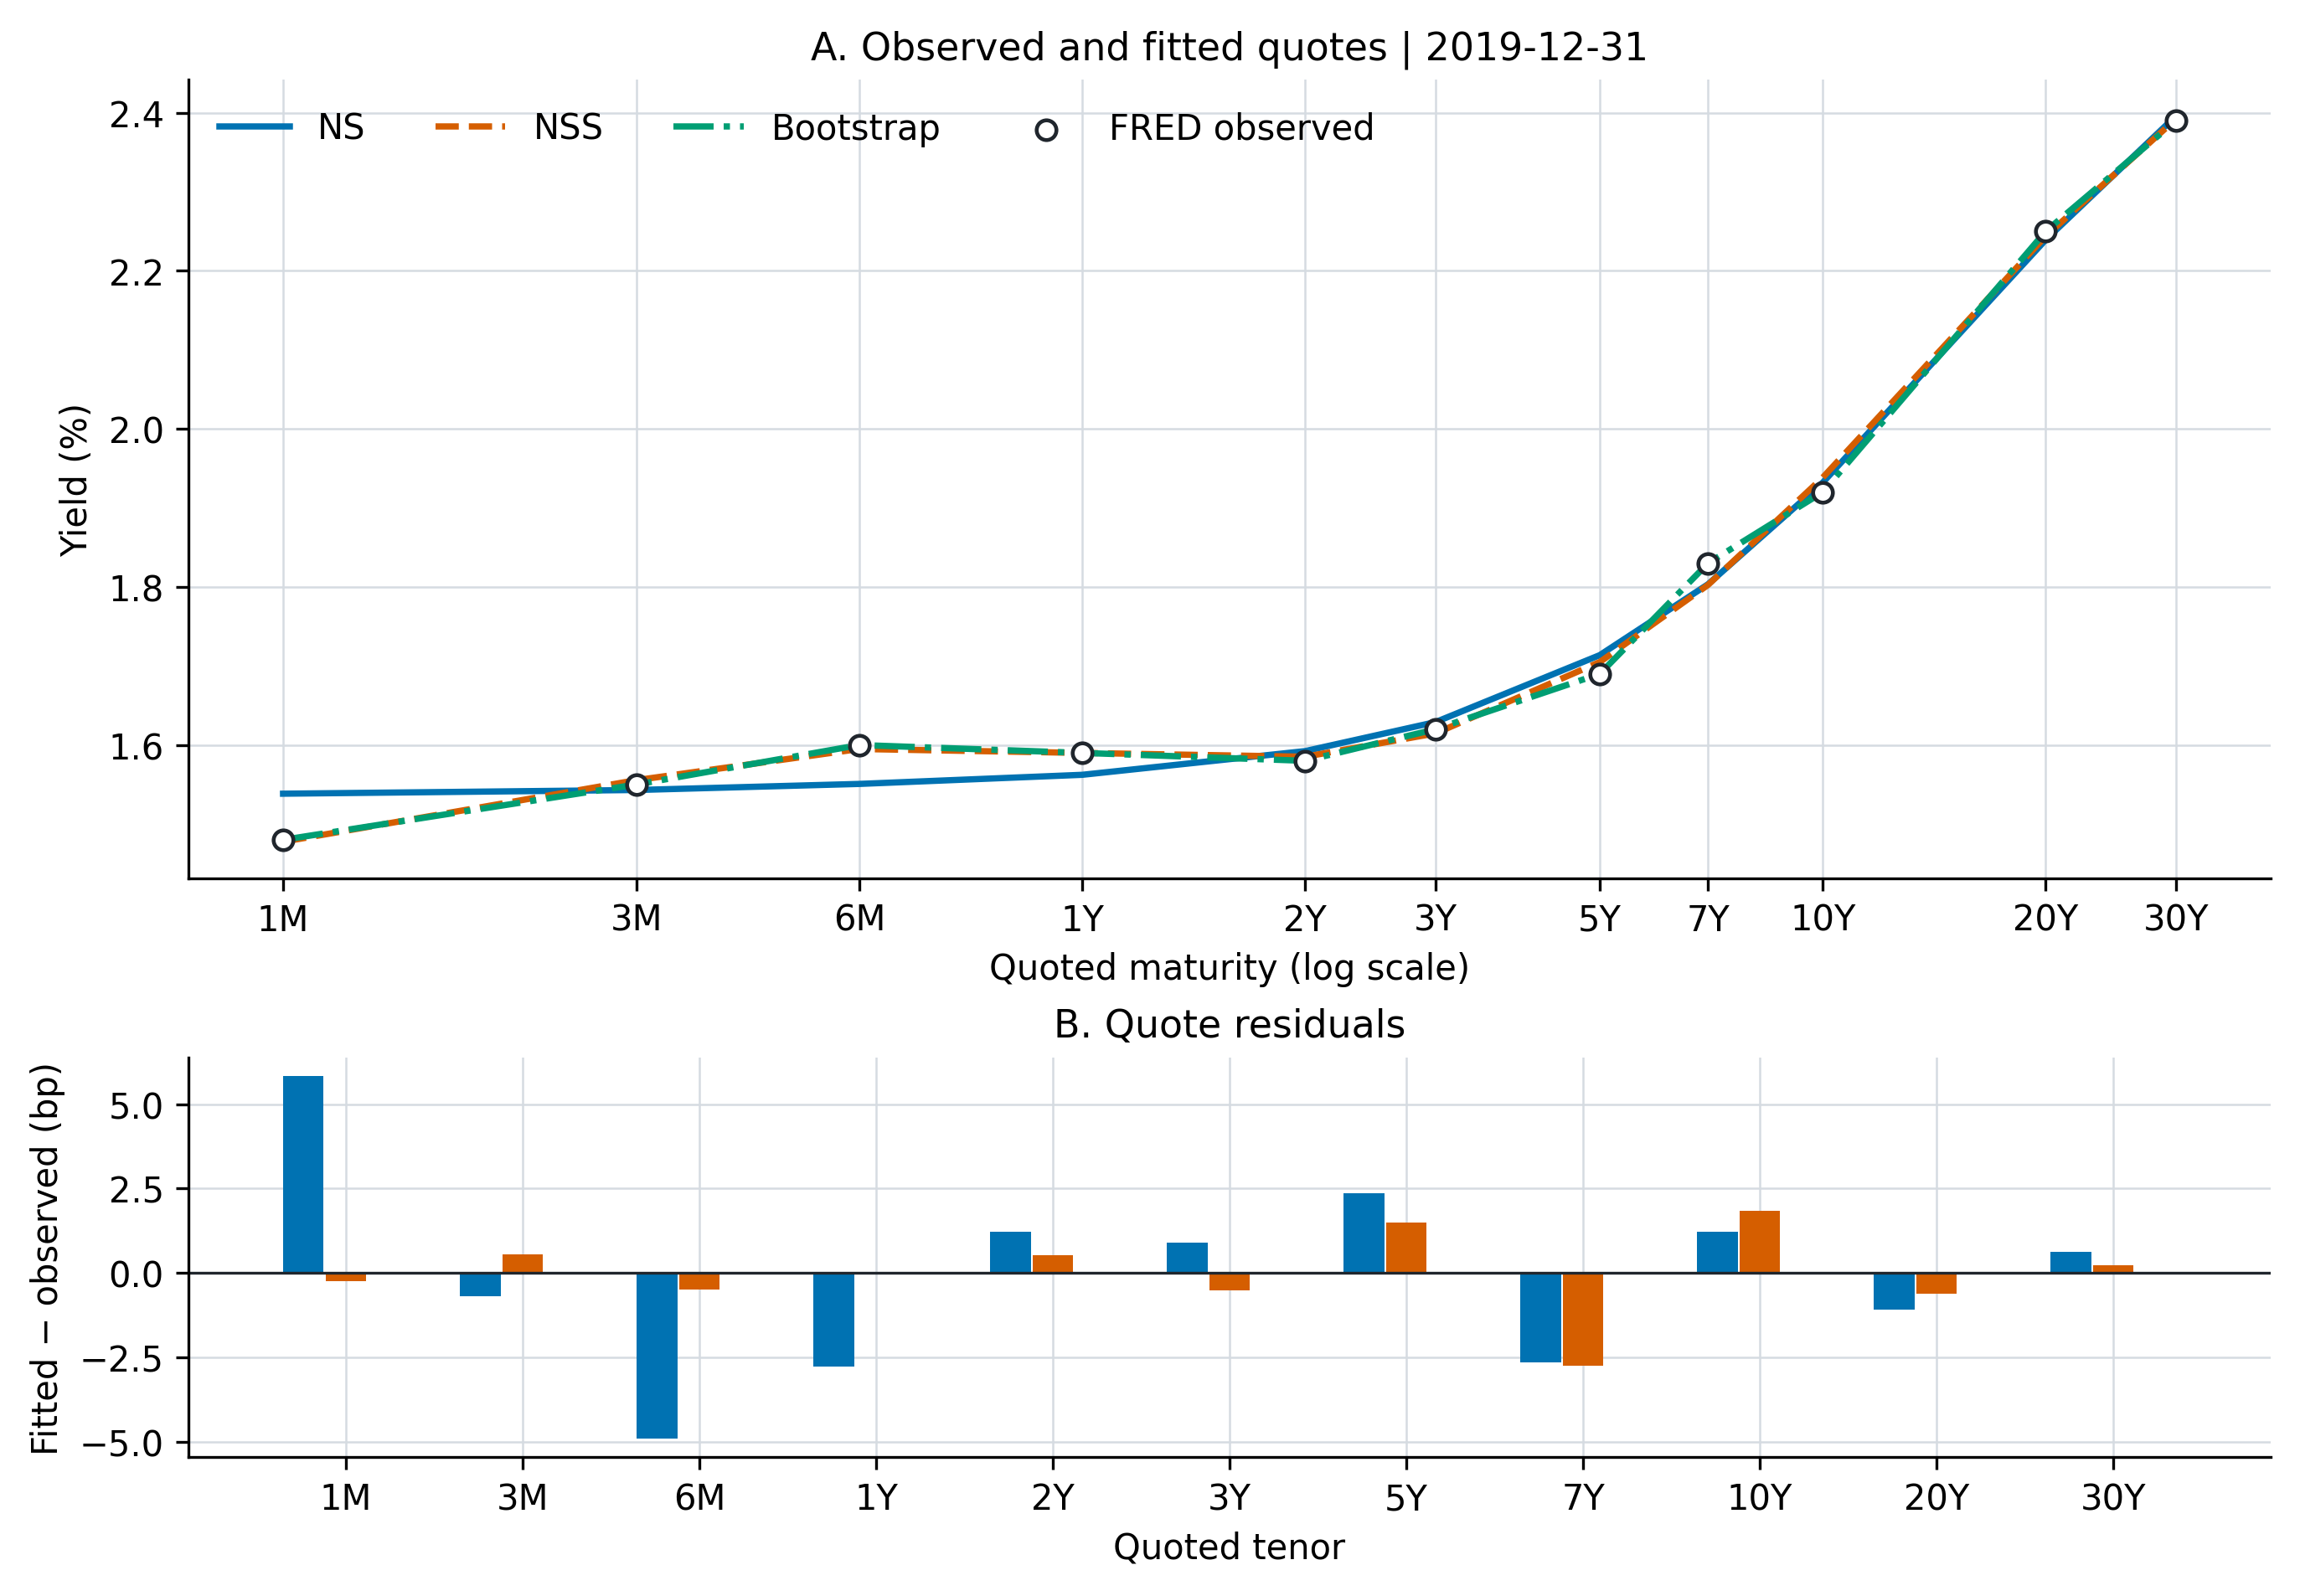 A. Observed and fitted quotes | 2019-12-31
NS
NSS
Bootstrap
FRED observed
2.4
2.2
2.0
1.8
1.6
Yield (%)
1M
3M
6M
1Y
2Y
3Y
5Y
7Y
10Y
20Y
30Y
Quoted maturity (log scale)
B. Quote residuals
5.0
2.5
0.0
−2.5
−5.0
Fitted − observed (bp)
1M
3M
6M
1Y
2Y
3Y
5Y
7Y
10Y
20Y
30Y
Quoted tenor